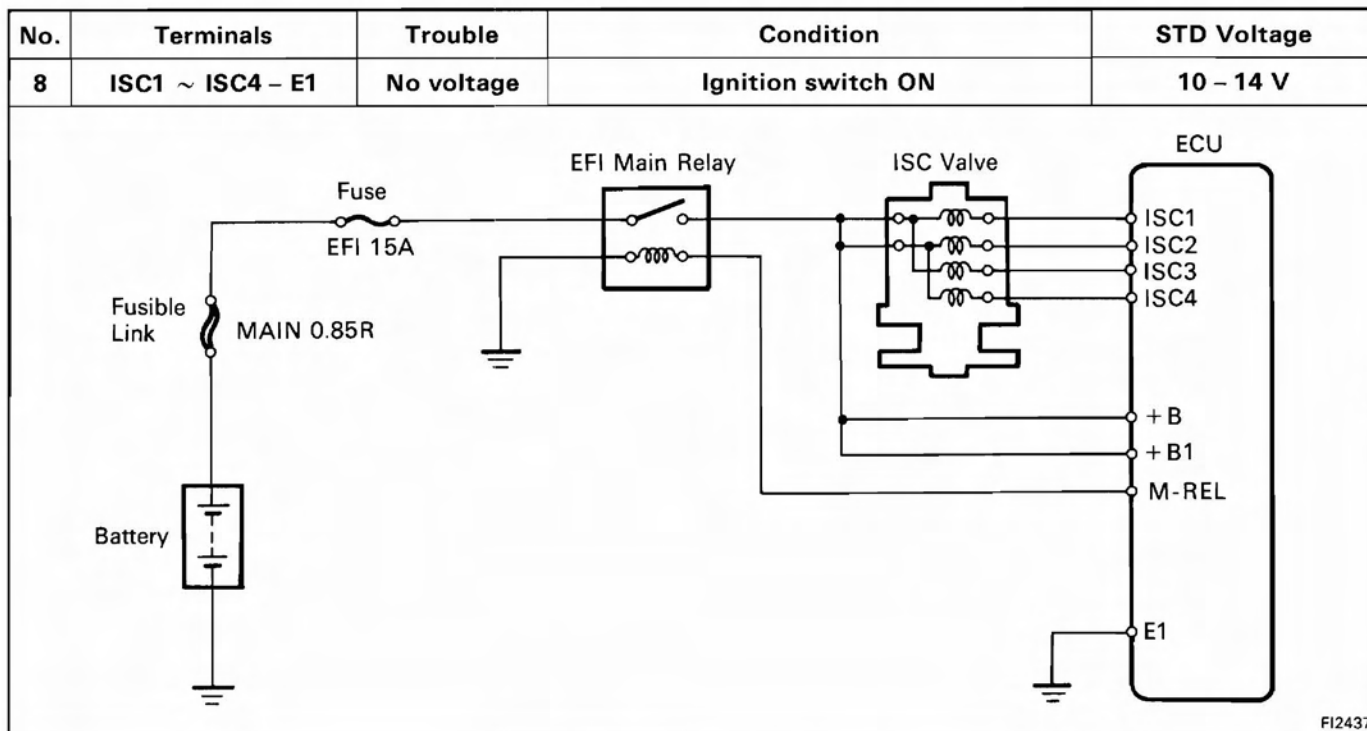 No. Terminals Trouble Condition STD Voltage
8 ISC1 ~ ISC4 – E1 No voltage Ignition switch ON 10 – 14 V
ECU
EFI Main Relay
ISC Valve
Fuse
EFI 15A
ISC1
ISC2
ISC3
ISC4
Fusible
Link
MAIN 0.85R
+B
+B1
M-REL
Battery
E1
FI2437